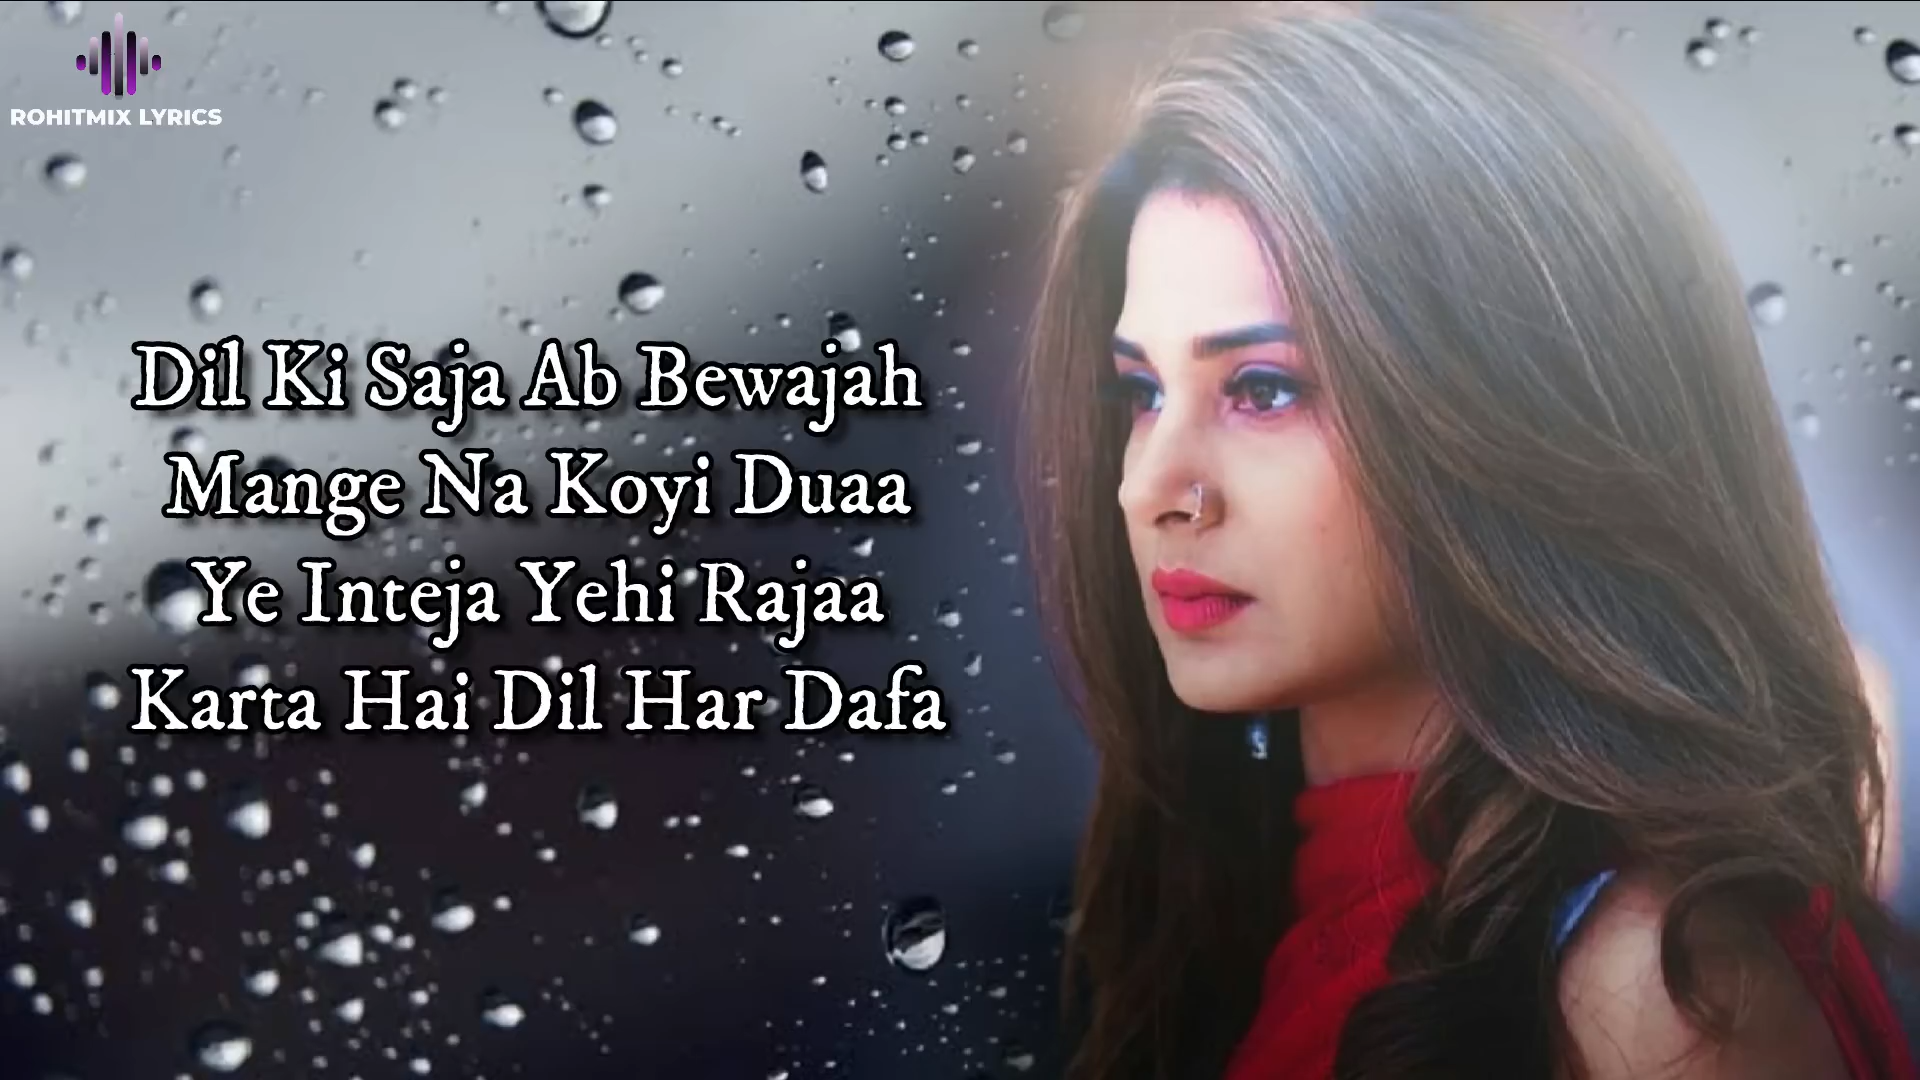 ROHITMIX LYRICS
Dil Ki Saja Ab Bewajah
Mange Na Koyi Duaa
Ye Inteja Yehi Rajaa
Karta Hai Dil Har Dafa